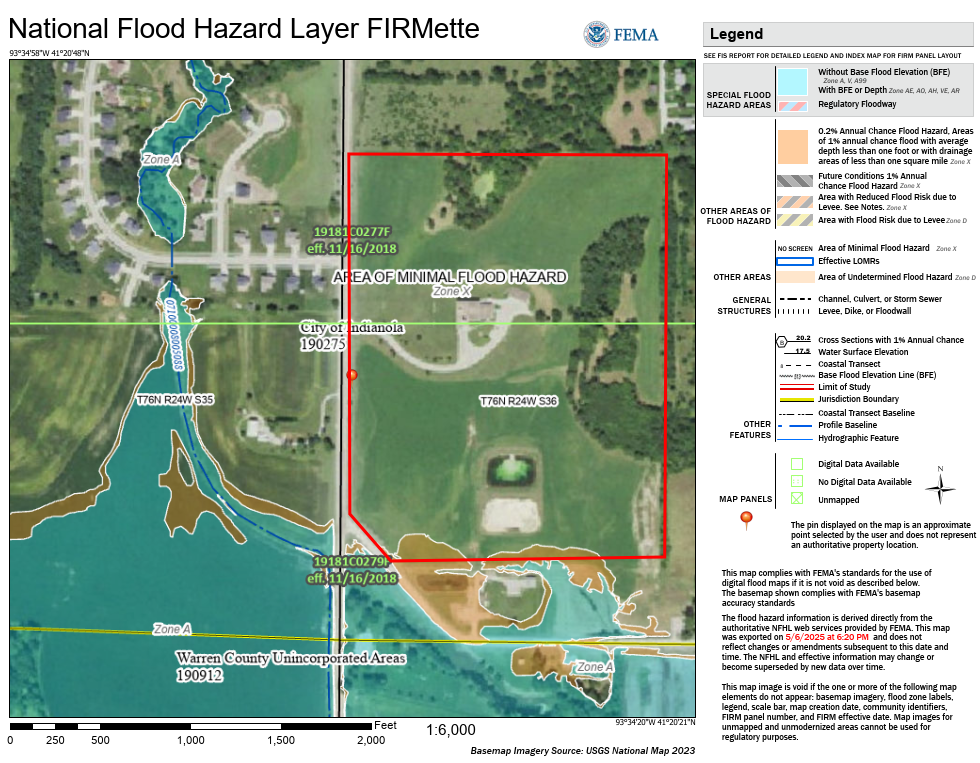 National Flood Hazard Layer FIRMette
FEMA
93°34'58"W 41°20'48"N
Zone A
19181C0277F
eff. 11/16/2018
AREA OF MINIMAL FLOOD HAZARD
Zone X
City of Indianola
190275
T76N R24W S35
T76N R24W S36
19181C0279F
eff. 11/16/2018
Zone A
Warren County Unincorporated Areas
190912
Zone A
93°34'20"W 41°20'21"N
Feet
0
250
500
1,000
1,500
2,000
1:6,000
Basemap Imagery Source: USGS National Map 2023
Legend
SEE FIS REPORT FOR DETAILED LEGEND AND INDEX MAP FOR FIRM PANEL LAYOUT
SPECIAL FLOOD
HAZARD AREAS
Without Base Flood Elevation (BFE)
Zone A, V, A99
With BFE or Depth Zone AE, AO, AH, VE, AR
Regulatory Floodway
OTHER AREAS OF
FLOOD HAZARD
0.2% Annual Chance Flood Hazard, Areas
of 1% annual chance flood with average
depth less than one foot or with drainage
areas of less than one square mile Zone X
Future Conditions 1% Annual
Chance Flood Hazard Zone X
Area with Reduced Flood Risk due to
Levee. See Notes. Zone X
Area with Flood Risk due to Levee Zone D
OTHER AREAS
NO SCREEN
Area of Minimal Flood Hazard Zone X
Effective LOMRs
Area of Undetermined Flood Hazard Zone D
GENERAL
STRUCTURES
Channel, Culvert, or Storm Sewer
Levee, Dike, or Floodwall
OTHER
FEATURES
B
20.2
Cross Sections with 1% Annual Chance
17.5
Water Surface Elevation
8
Coastal Transect
Base Flood Elevation Line (BFE)
Limit of Study
Jurisdiction Boundary
Coastal Transect Baseline
Profile Baseline
Hydrographic Feature
MAP PANELS
Digital Data Available
No Digital Data Available
Unmapped
N
The pin displayed on the map is an approximate
point selected by the user and does not represent
an authoritative property location.
This map complies with FEMA's standards for the use of
digital flood maps if it is not void as described below.
The basemap shown complies with FEMA's basemap
accuracy standards
The flood hazard information is derived directly from the
authoritative NFHL web services provided by FEMA. This map
was exported on 5/6/2025 at 6:20 PM and does not
reflect changes or amendments subsequent to this date and
time. The NFHL and effective information may change or
become superseded by new data over time.
This map image is void if the one or more of the following map
elements do not appear: basemap imagery, flood zone labels,
legend, scale bar, map creation date, community identifiers,
FIRM panel number, and FIRM effective date. Map images for
unmapped and unmodernized areas cannot be used for
regulatory purposes.